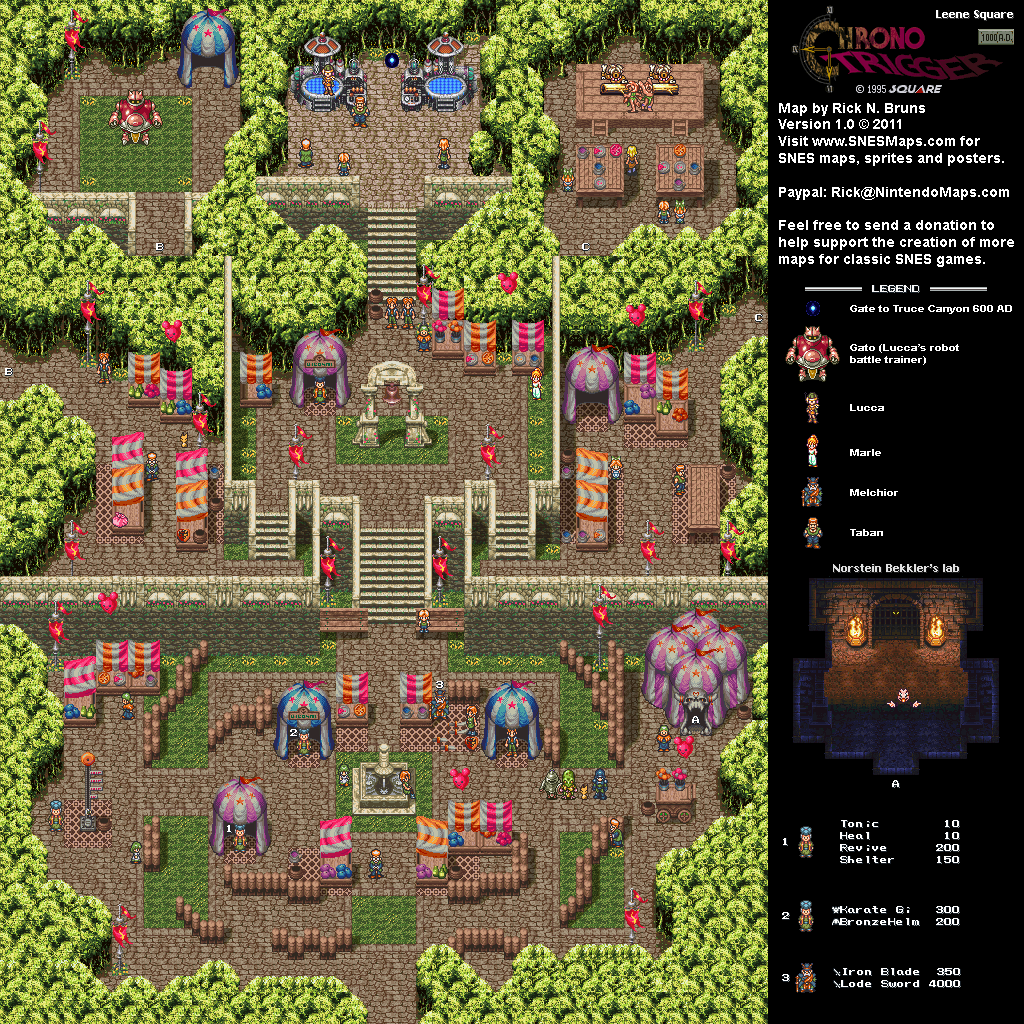 Leene Square
1000 A.D.
CHRONO
TRIGGER
© 1995 SQUARE
Map by Rick N. Bruns
Version 1.0 © 2011
Visit www.SNESMaps.com for
SNES maps, sprites and posters.
Paypal: Rick@NintendoMaps.com
Feel free to send a donation to
help support the creation of more
maps for classic SNES games.
LEGEND
Gate to Truce Canyon 600 AD
Gato (Lucca's robot
battle trainer)
Lucca
Marle
Melchior
Taban
Norstein Bekkler's lab
A
1
Tonic 10
Heal 10
Revive 200
Shelter 150
2
Karate Gi 300
BronzeHelm 200
3
Iron Blade 350
Lode Sword 4000
B
C
C
B
3
A
2
1